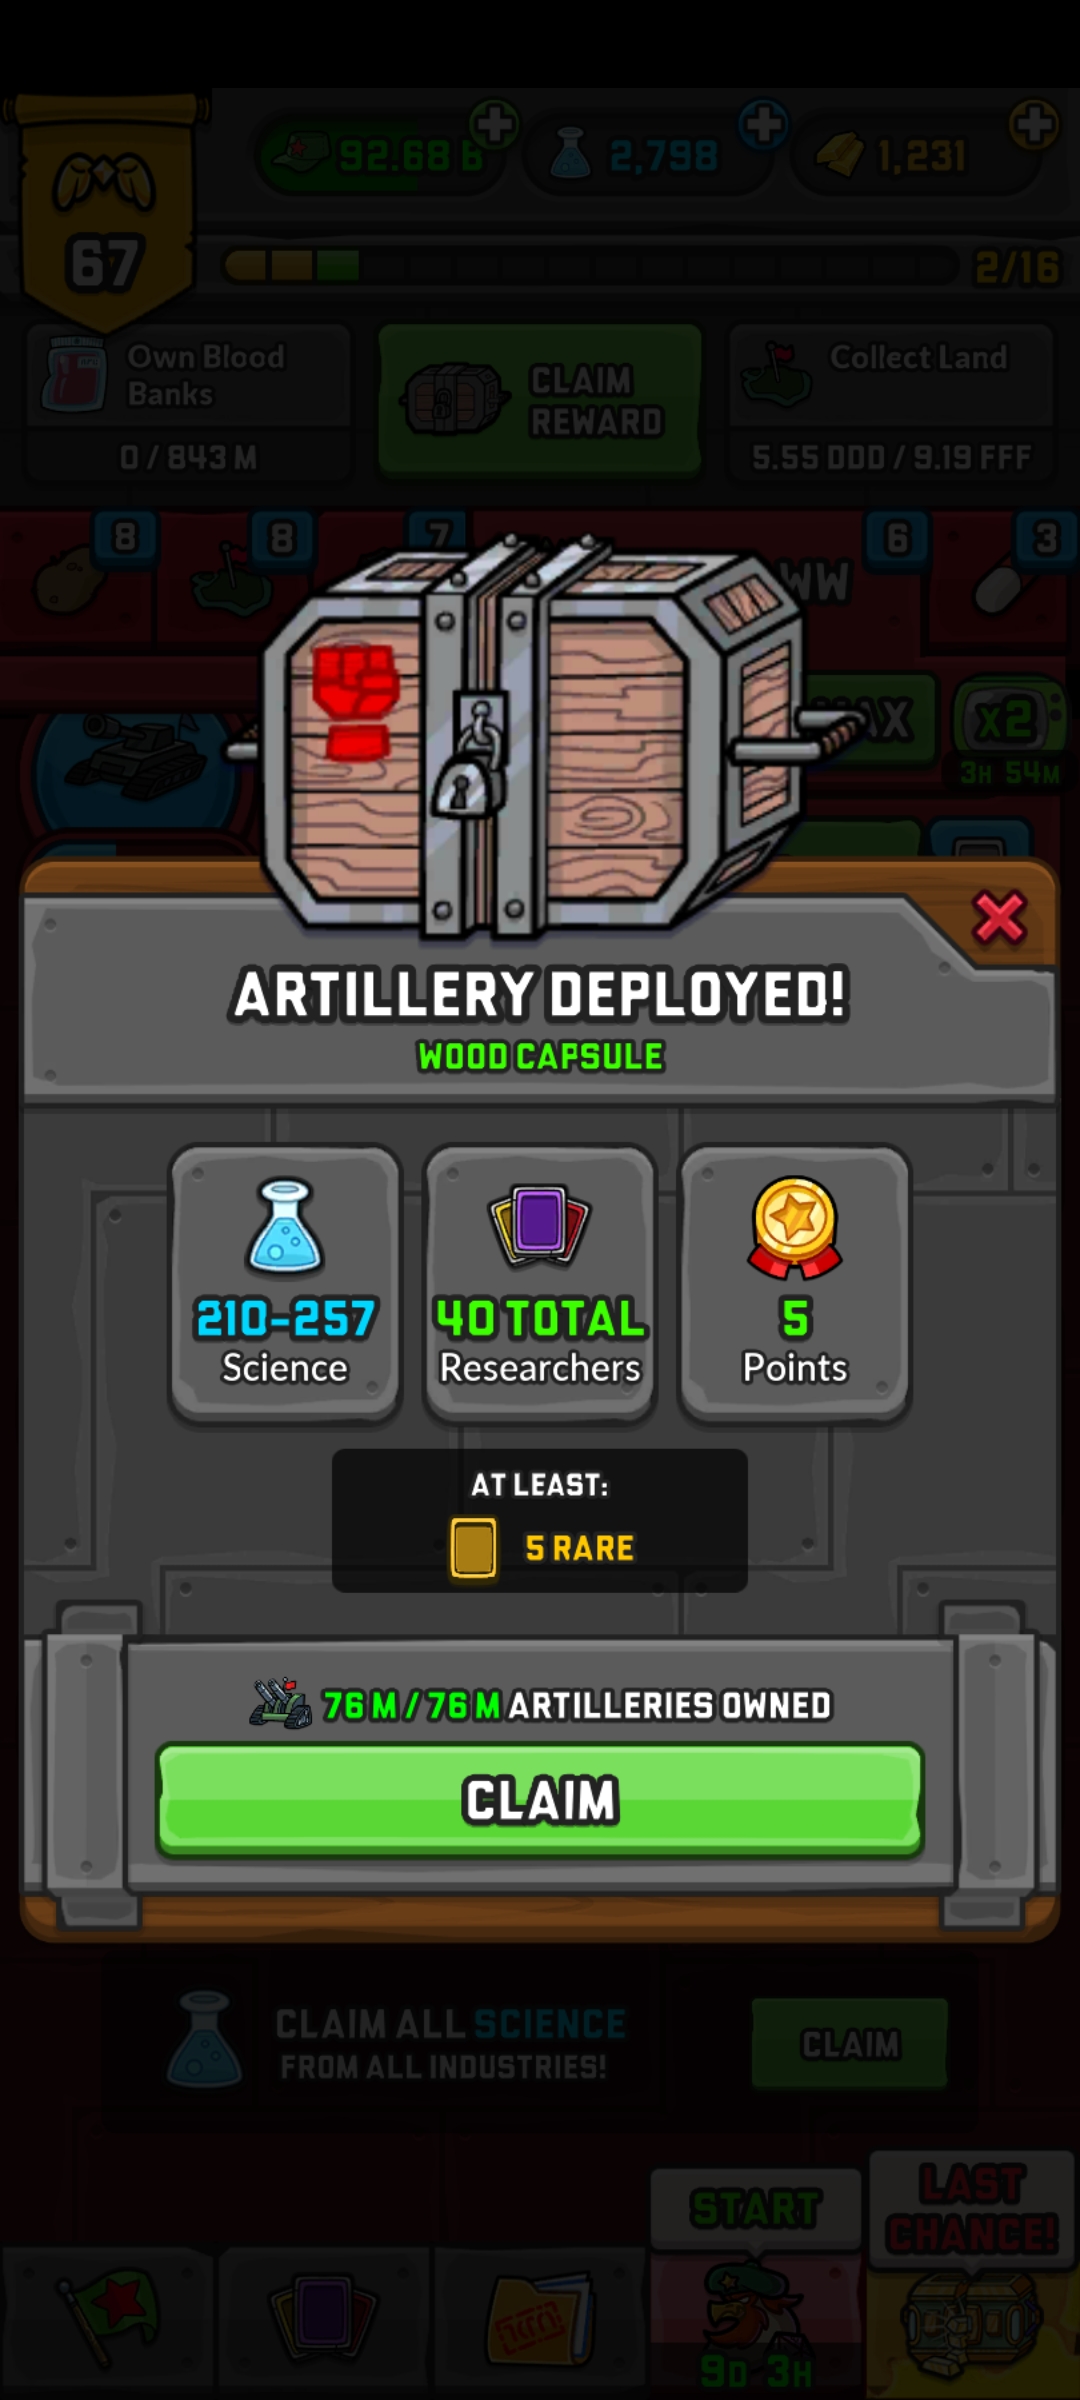 92.68 B
2,798
1,231
67
2/16
Own Blood
Banks
0 / 843 M
CLAIM
REWARD
Collect Land
5.55 DDD / 9.19 FFF
8
8
7
WW
6
3
AX
X2
3H 54M
ARTILLERY DEPLOYED!
WOOD CAPSULE
210-257
Science
40 TOTAL
Researchers
5
Points
AT LEAST:
5 RARE
76 M / 76 M ARTILLERIES OWNED
CLAIM
CLAIM ALL SCIENCE
FROM ALL INDUSTRIES!
CLAIM
START
LAST
CHANCE!
9D 3H